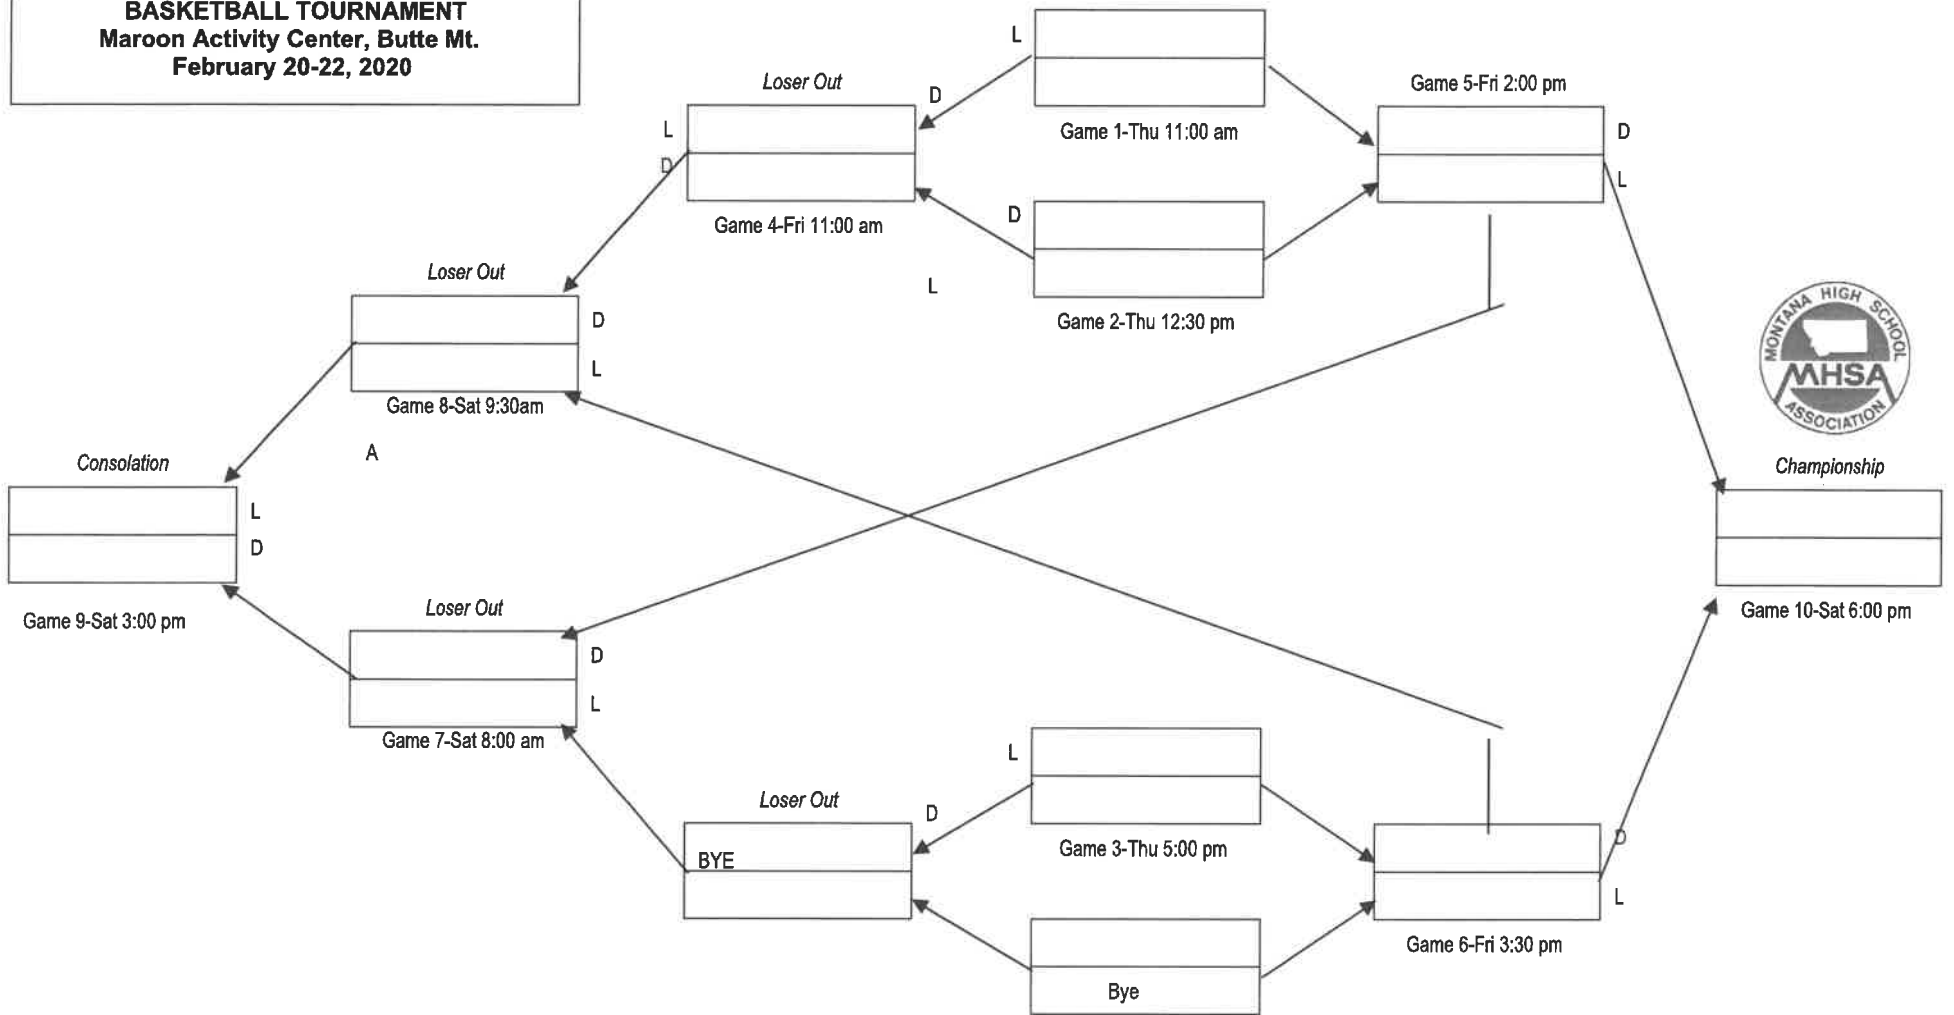 BASKETBALL TOURNAMENT
Maroon Activity Center, Butte Mt.
February 20-22, 2020
L
Loser Out
D
Game 5-Fri 2:00 pm
L
D
Game 1-Thu 11:00 am
D
L
Game 4-Fri 11:00 am
D
L
Game 2-Thu 12:30 pm
Loser Out
D
L
Game 8-Sat 9:30am
A
MONTANA HIGH SCHOOL
MHSA
ASSOCIATION
Consolation
L
D
Game 9-Sat 3:00 pm
Championship
Game 10-Sat 6:00 pm
Loser Out
D
L
Game 7-Sat 8:00 am
L
Loser Out
D
BYE
Game 3-Thu 5:00 pm
D
L
Game 6-Fri 3:30 pm
Bye